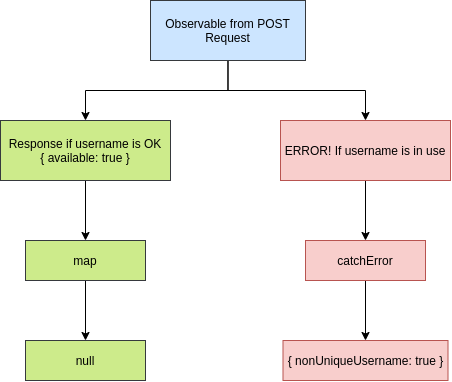 Observable from POST
Request
Response if username is OK
{ available: true }
ERROR! If username is in use
map
catchError
null
{ nonUniqueUsername: true }